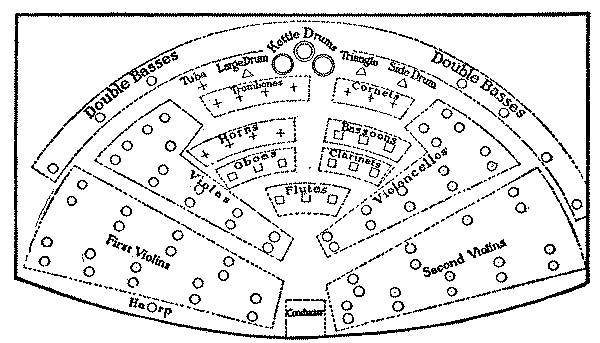 Kettle Drums
Double Basses
Tuba
Large Drum
Triangle
Side Drum
Double Basses
Trombones
Cornets
Horns
Bassoons
Oboes
Clarinets
Violas
Flutes
Violoncellos
First Violins
Second Violins
Harp
Conductor